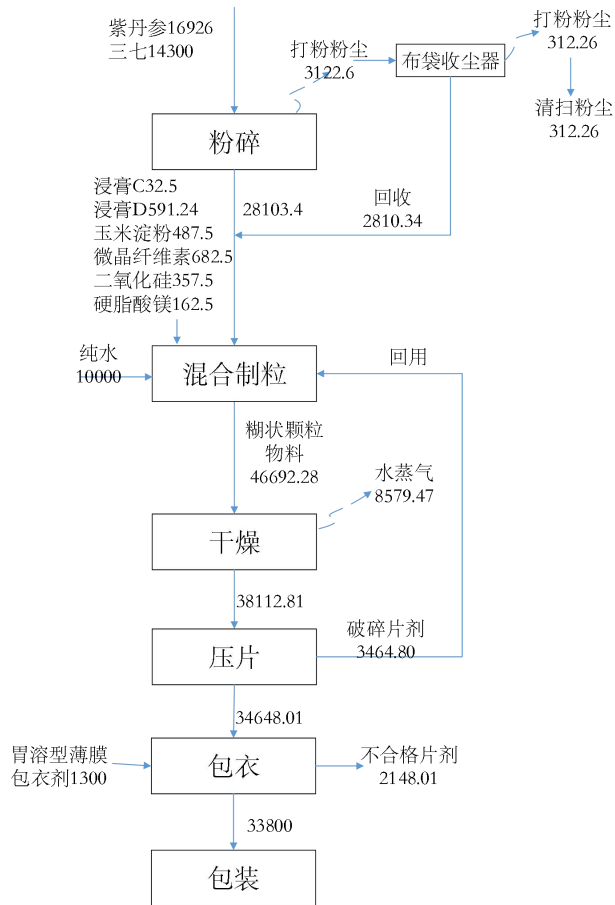 紫丹参16926
三七14300
打粉粉尘
3122.6
布袋收尘器
打粉粉尘
312.26
清扫粉尘
312.26
粉碎
浸膏C32.5
浸膏D591.24
玉米淀粉487.5
微晶纤维素682.5
二氧化硅357.5
硬脂酸镁162.5
28103.4
回收
2810.34
纯水
10000
混合制粒
回用
糊状颗粒
物料
46692.28
水蒸气
8579.47
干燥
38112.81
破碎片剂
3464.80
压片
34648.01
胃溶型薄膜
包衣剂1300
包衣
不合格片剂
2148.01
33800
包装